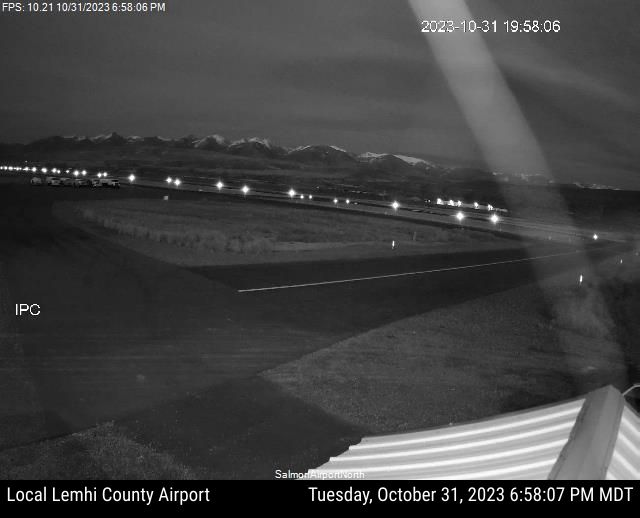 FPS: 10.21 10/31/2023 6:58:06 PM
2023-10-31 19:58:06
IPC
SalmonAirportNorth
Local Lemhi County Airport Tuesday, October 31, 2023 6:58:07 PM MDT